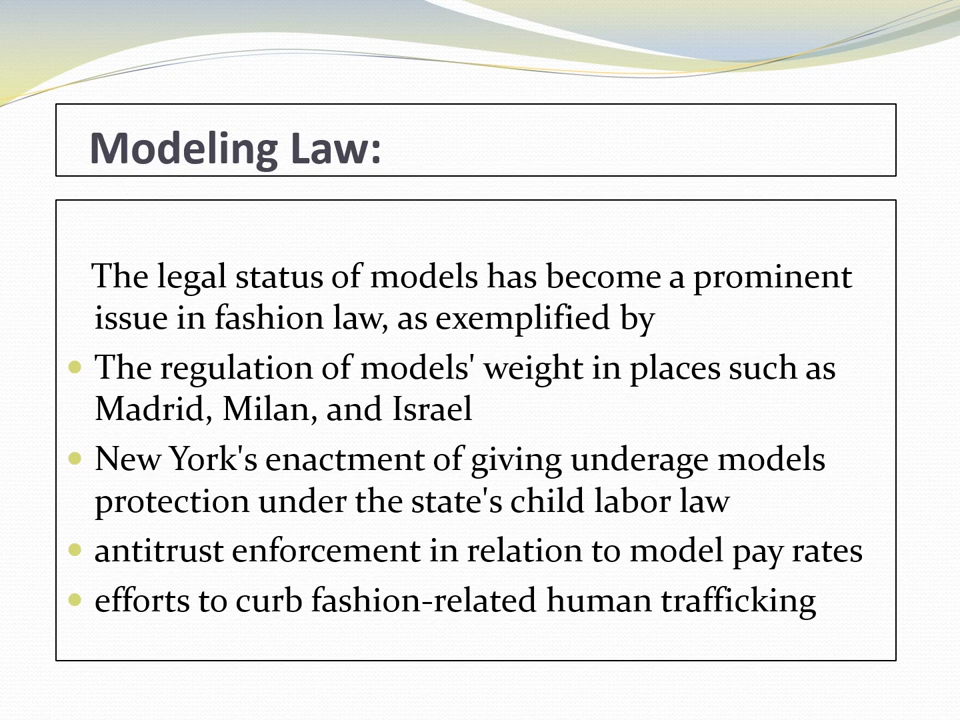 Modeling Law:
The legal status of models has become a prominent
issue in fashion law, as exemplified by
The regulation of models' weight in places such as
Madrid, Milan, and Israel
New York's enactment of giving underage models
protection under the state's child labor law
antitrust enforcement in relation to model pay rates
efforts to curb fashion-related human trafficking